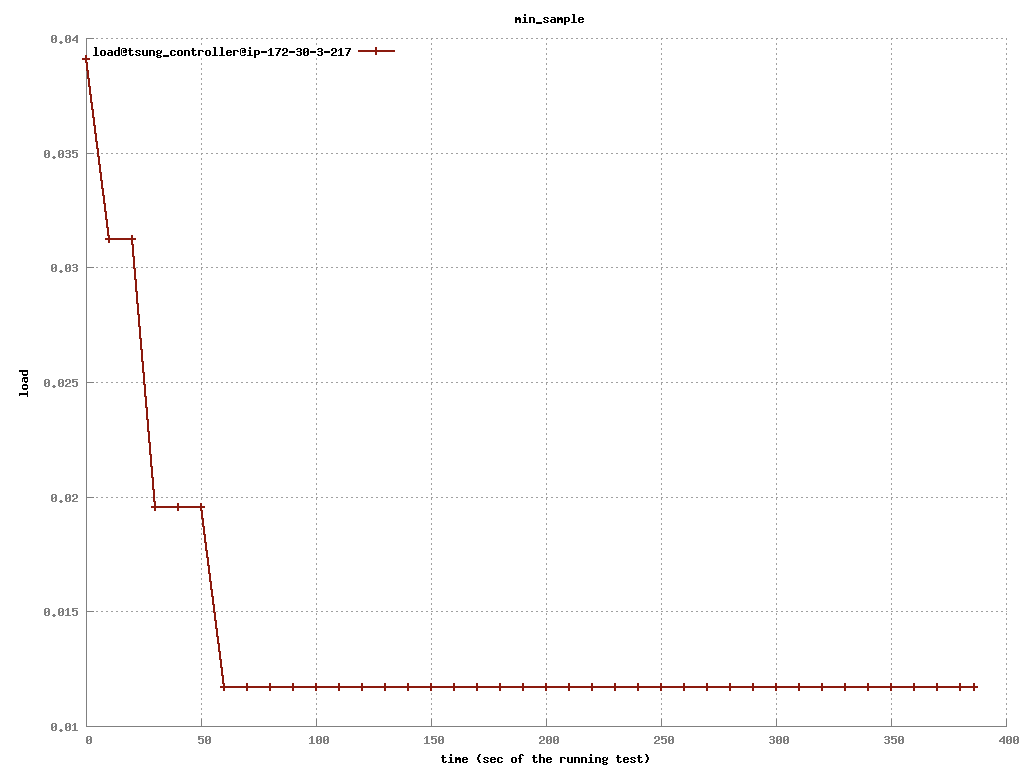 min_sample
load@tsung_controller@ip-172-30-3-217
0.04
0.035
0.03
0.025
0.02
0.015
0.01
load
0 50 100 150 200 250 300 350 400
time (sec of the running test)